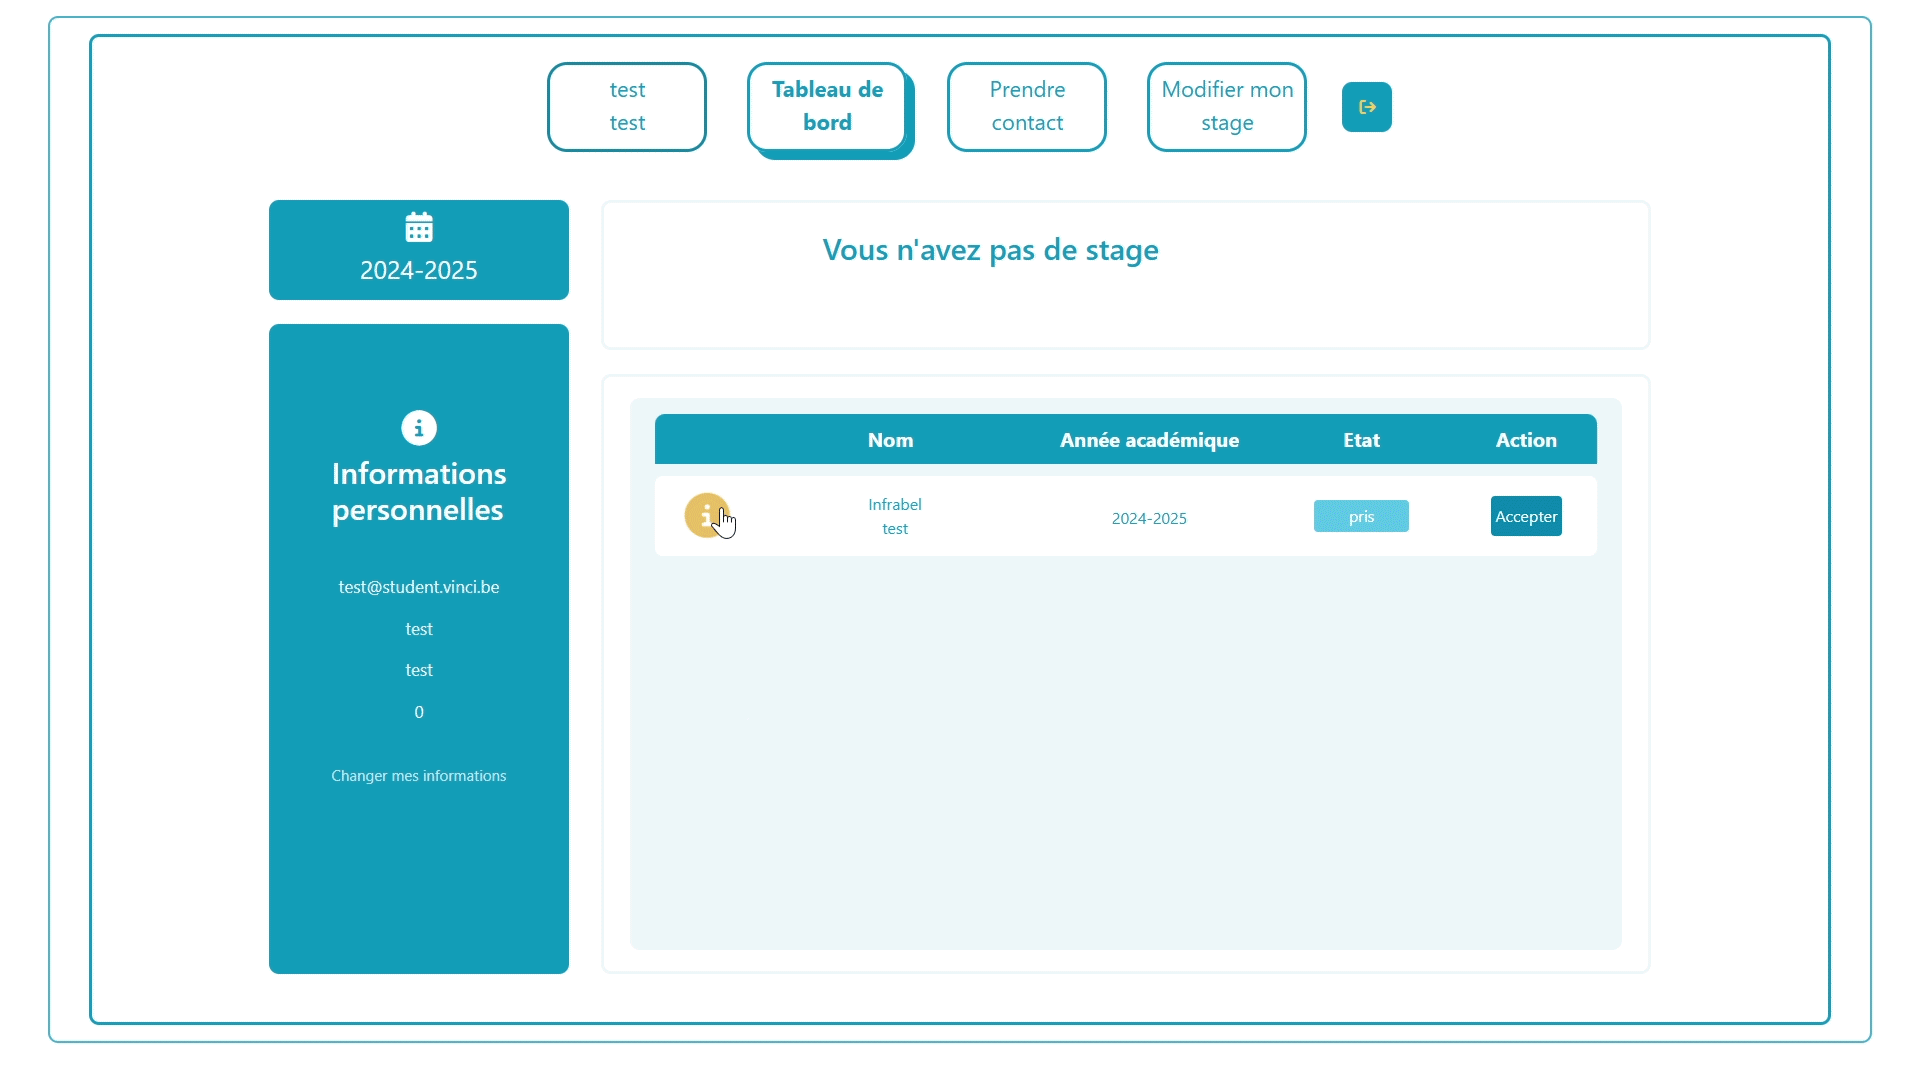 test
test
Tableau de
bord
Prendre
contact
Modifier mon
stage
2024-2025
Informations
personnelles
test@student.vinci.be
test
test
0
Changer mes informations
Vous n'avez pas de stage
Nom Année académique Etat Action
Infrabel
test
2024-2025
pris
Accepter